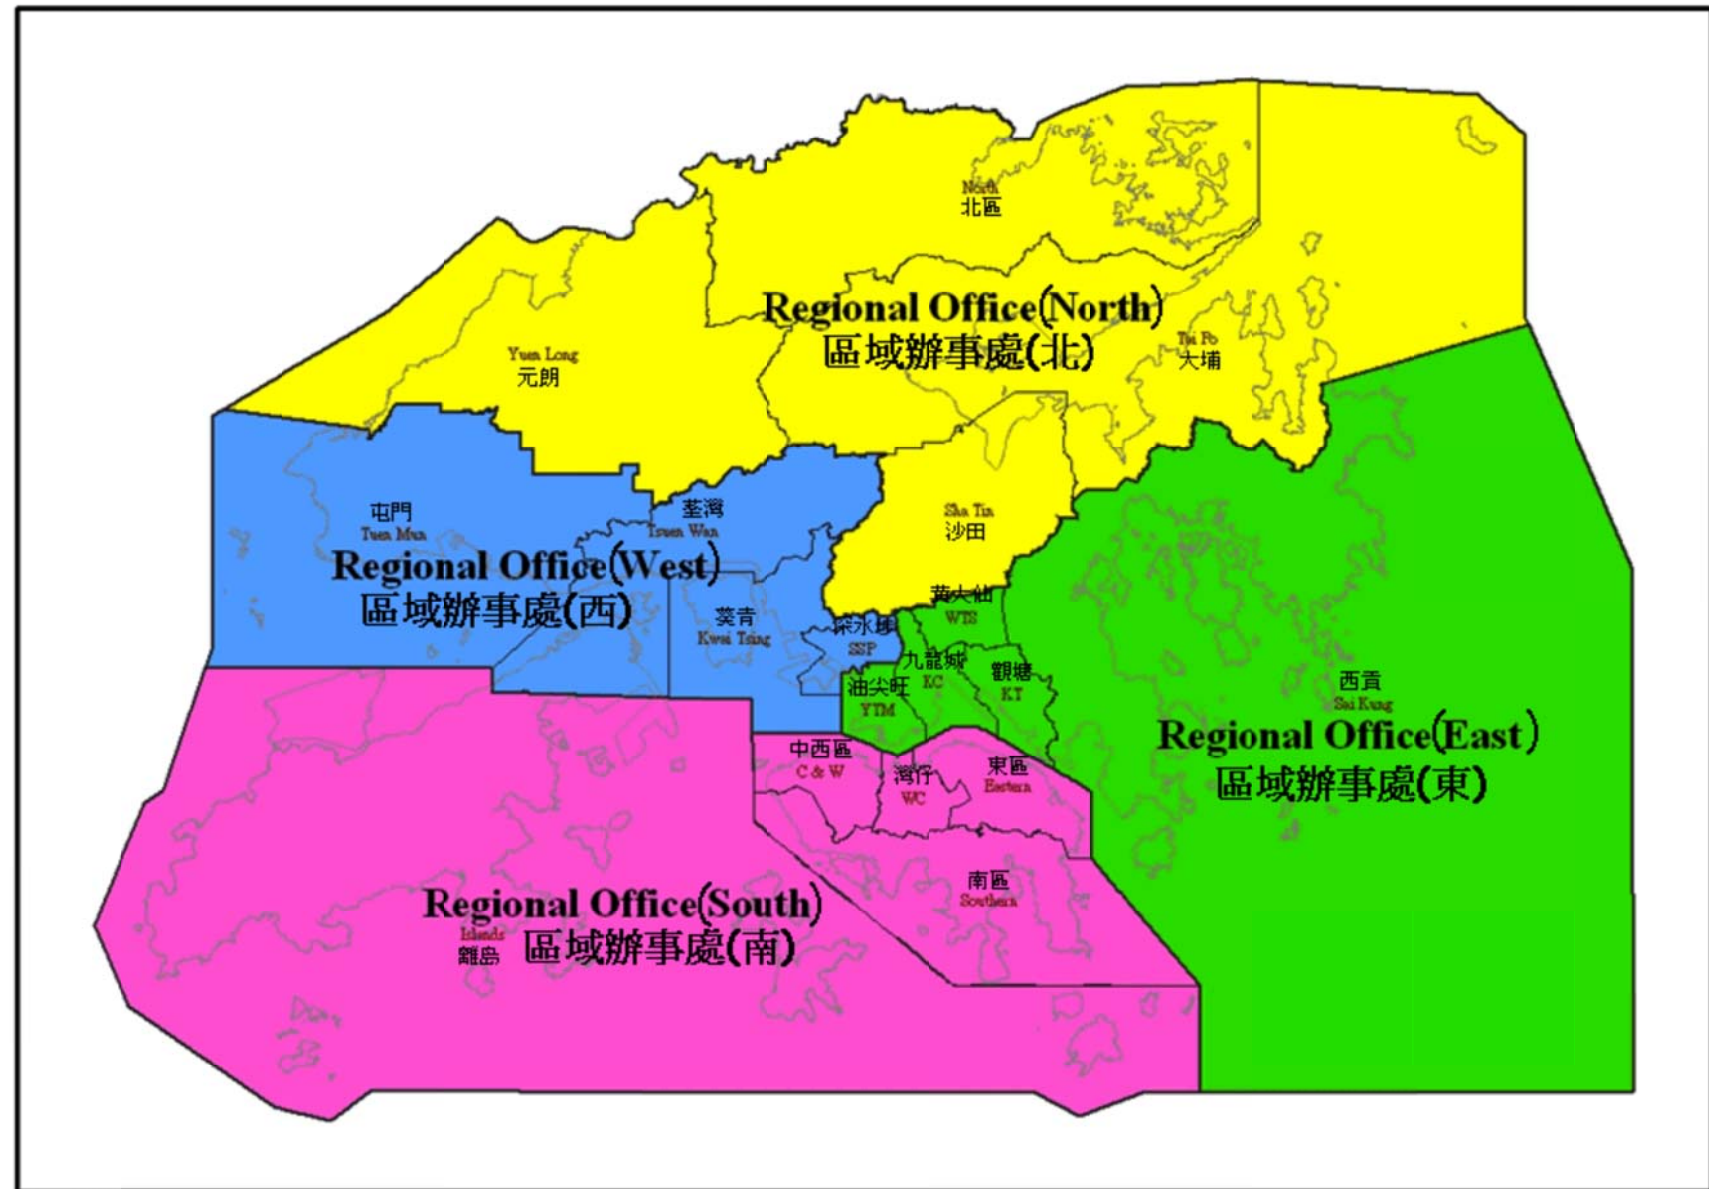 North
北區
Regional Office(North)
區域辦事處(北)
Tai Po
大埔
Yuen Long
元朗
屯門
Tuen Mun
荃灣
Tsuen Wan
Sha Tin
沙田
Regional Office(West)
區域辦事處(西)
葵青
Kwai Tsing
深水埗
SSP
黃大仙
WTS
九龍城
KC
觀塘
KT
油尖旺
YTM
西貢
Sai Kung
Regional Office(East)
區域辦事處(東)
中西區
C & W
灣仔
WC
東區
Eastern
南區
Southern
Regional Office(South)
區域辦事處(南)
Islands
離島